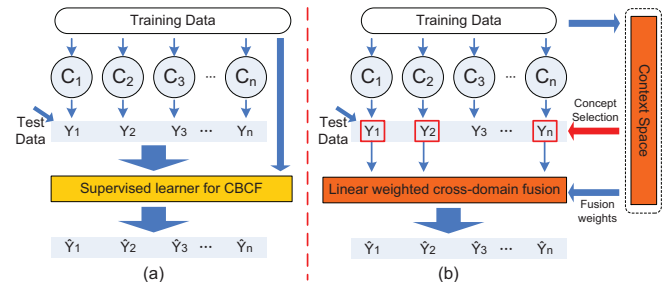 Training Data
C1 C2 C3 ··· Cn
Test Data
Y1 Y2 Y3 ··· Yn
Supervised learner for CBCF
Ŷ1 Ŷ2 Ŷ3 ··· Ŷn
(a)
Training Data
C1 C2 C3 ··· Cn
Test Data
Y1 Y2 Y3 ··· Yn
Concept
Selection
Context Space
Linear weighted cross-domain fusion
Fusion
weights
Ŷ1 Ŷ2 Ŷ3 ··· Ŷn
(b)